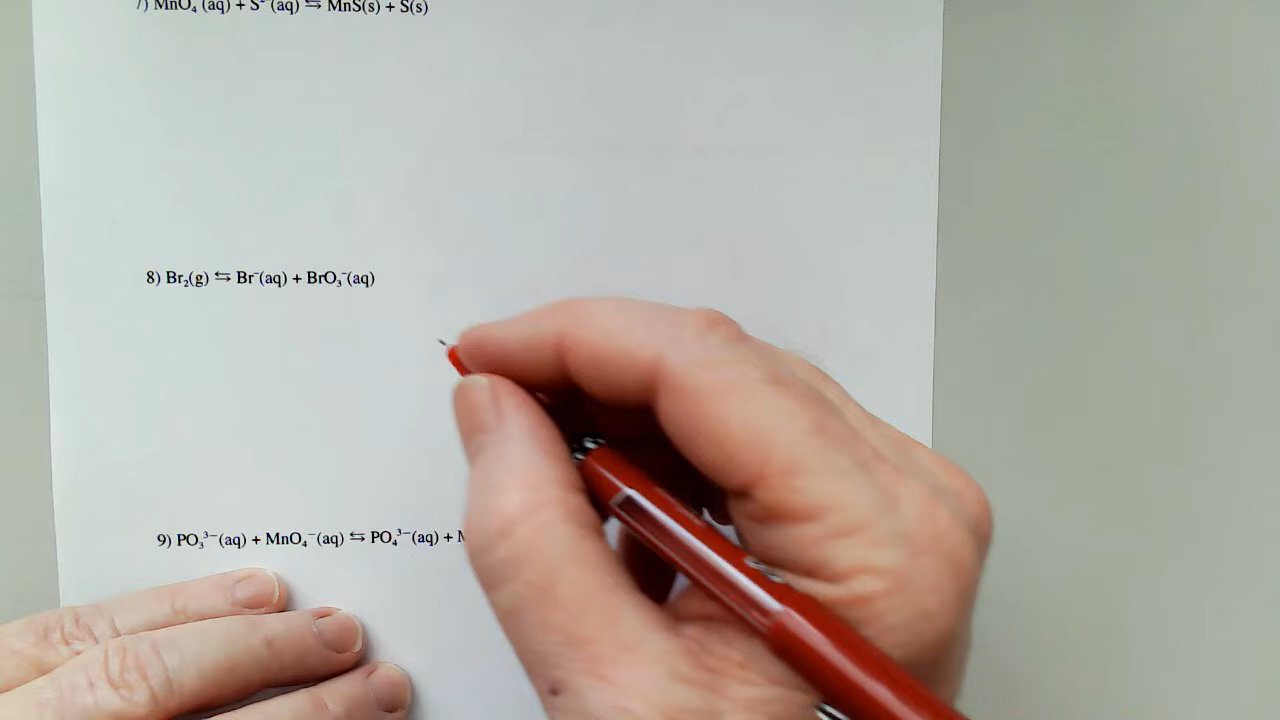 7) MnO₄⁻(aq) + S²⁻(aq) ⇆ MnS(s) + S(s)
8) Br₂(g) ⇆ Br⁻(aq) + BrO₃⁻(aq)
9) PO₃³⁻(aq) + MnO₄⁻(aq) ⇆ PO₄³⁻(aq) +